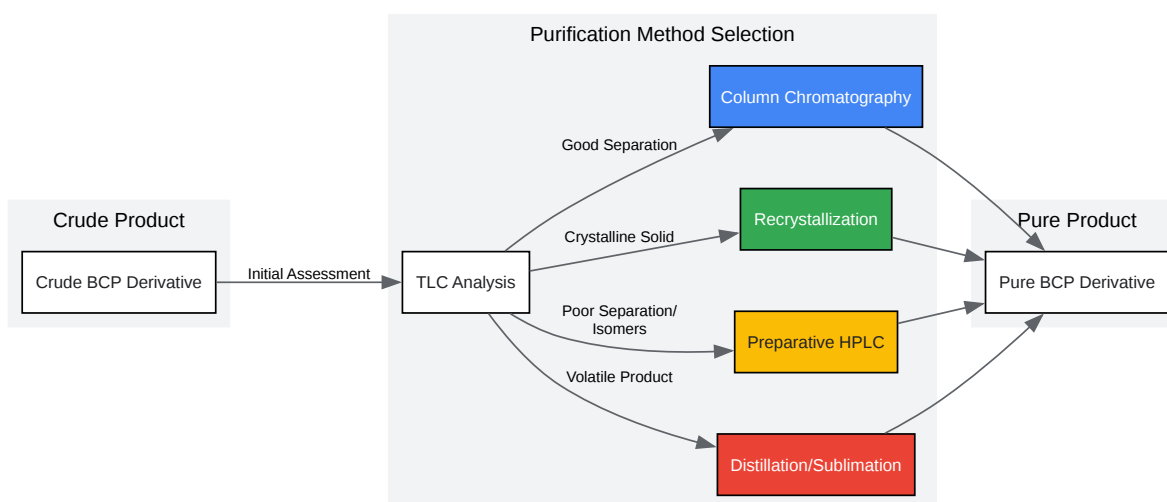 Purification Method Selection
Column Chromatography
Good Separation
Crude Product
Recrystallization
Pure Product
Crystalline Solid
Crude BCP Derivative
Initial Assessment
TLC Analysis
Pure BCP Derivative
Poor Separation/
Isomers
Preparative HPLC
Volatile Product
Distillation/Sublimation